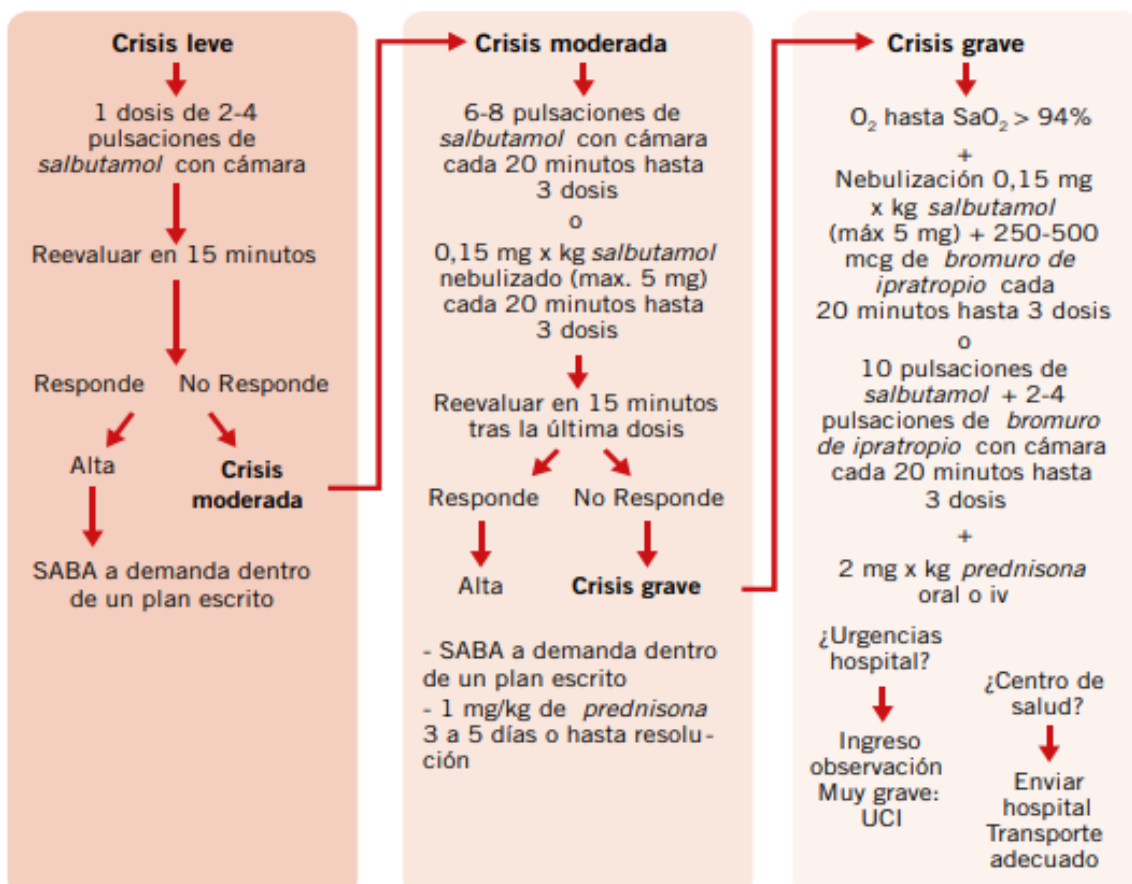 Crisis leve
1 dosis de 2-4
pulsaciones de
salbutamol con cámara
Reevaluar en 15 minutos
Responde
No Responde
Alta
Crisis
moderada
SABA a demanda dentro
de un plan escrito
Crisis moderada
6-8 pulsaciones de
salbutamol con cámara
cada 20 minutos hasta
3 dosis
o
0,15 mg x kg salbutamol
nebulizado (max. 5 mg)
cada 20 minutos hasta
3 dosis
Reevaluar en 15 minutos
tras la última dosis
Responde
No Responde
Alta
Crisis grave
- SABA a demanda dentro
de un plan escrito
- 1 mg/kg de prednisona
3 a 5 días o hasta resolu-
ción
Crisis grave
O₂ hasta SaO₂ > 94%
+
Nebulización 0,15 mg
x kg salbutamol
(máx 5 mg) + 250-500
mcg de bromuro de
ipratropio cada
20 minutos hasta 3 dosis
o
10 pulsaciones de
salbutamol + 2-4
pulsaciones de bromuro
de ipratropio con cámara
cada 20 minutos hasta
3 dosis
+
2 mg x kg prednisona
oral o iv
¿Urgencias
hospital?
Ingreso
observación
Muy grave:
UCI
¿Centro de
salud?
Enviar
hospital
Transporte
adecuado